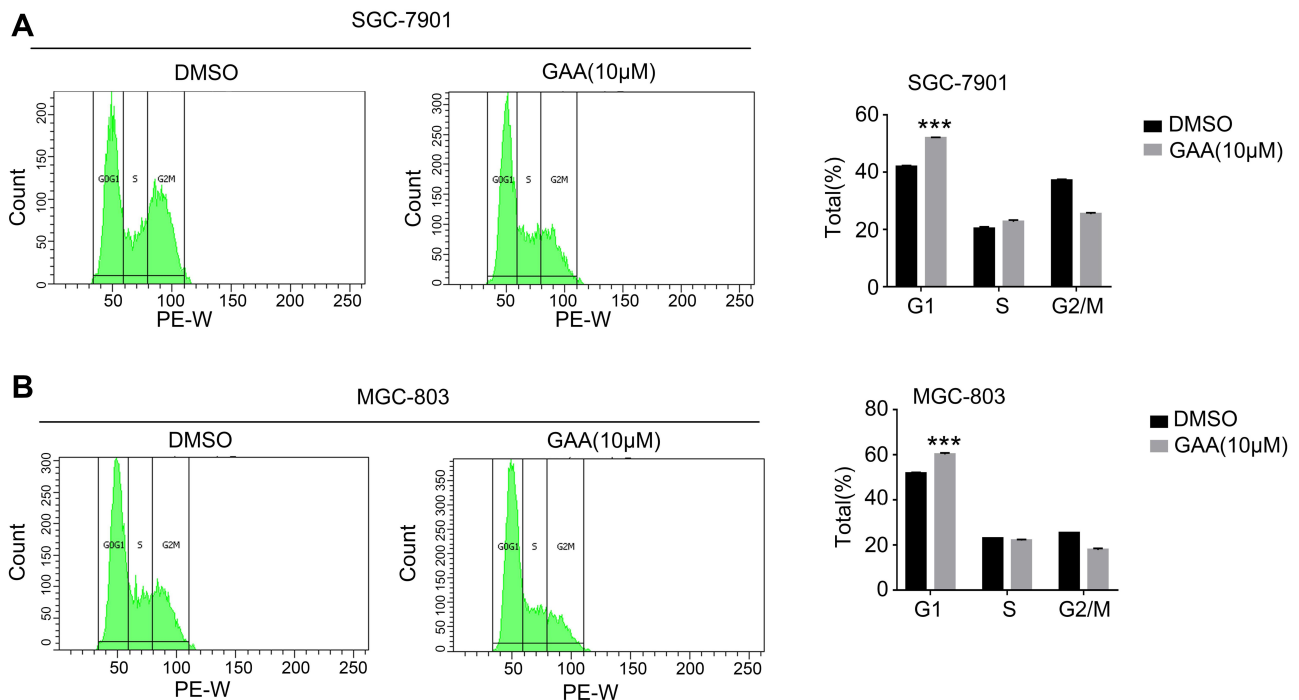 A
SGC-7901
DMSO
GAA(10μM)
Count
200
150
100
50
0
G0G1 S G2M
50 100 150 200 250
PE-W
Count
300
250
200
150
100
50
0
G0G1 S G2M
50 100 150 200 250
PE-W
SGC-7901
Total(%)
60
40
20
0
***
G1 S G2/M
DMSO
GAA(10μM)
B
MGC-803
DMSO
GAA(10μM)
Count
300
250
200
150
100
50
0
G0G1 S G2M
50 100 150 200 250
PE-W
Count
350
300
250
200
150
100
50
0
G0G1 S G2M
50 100 150 200 250
PE-W
MGC-803
Total(%)
80
60
40
20
0
***
G1 S G2/M
DMSO
GAA(10μM)